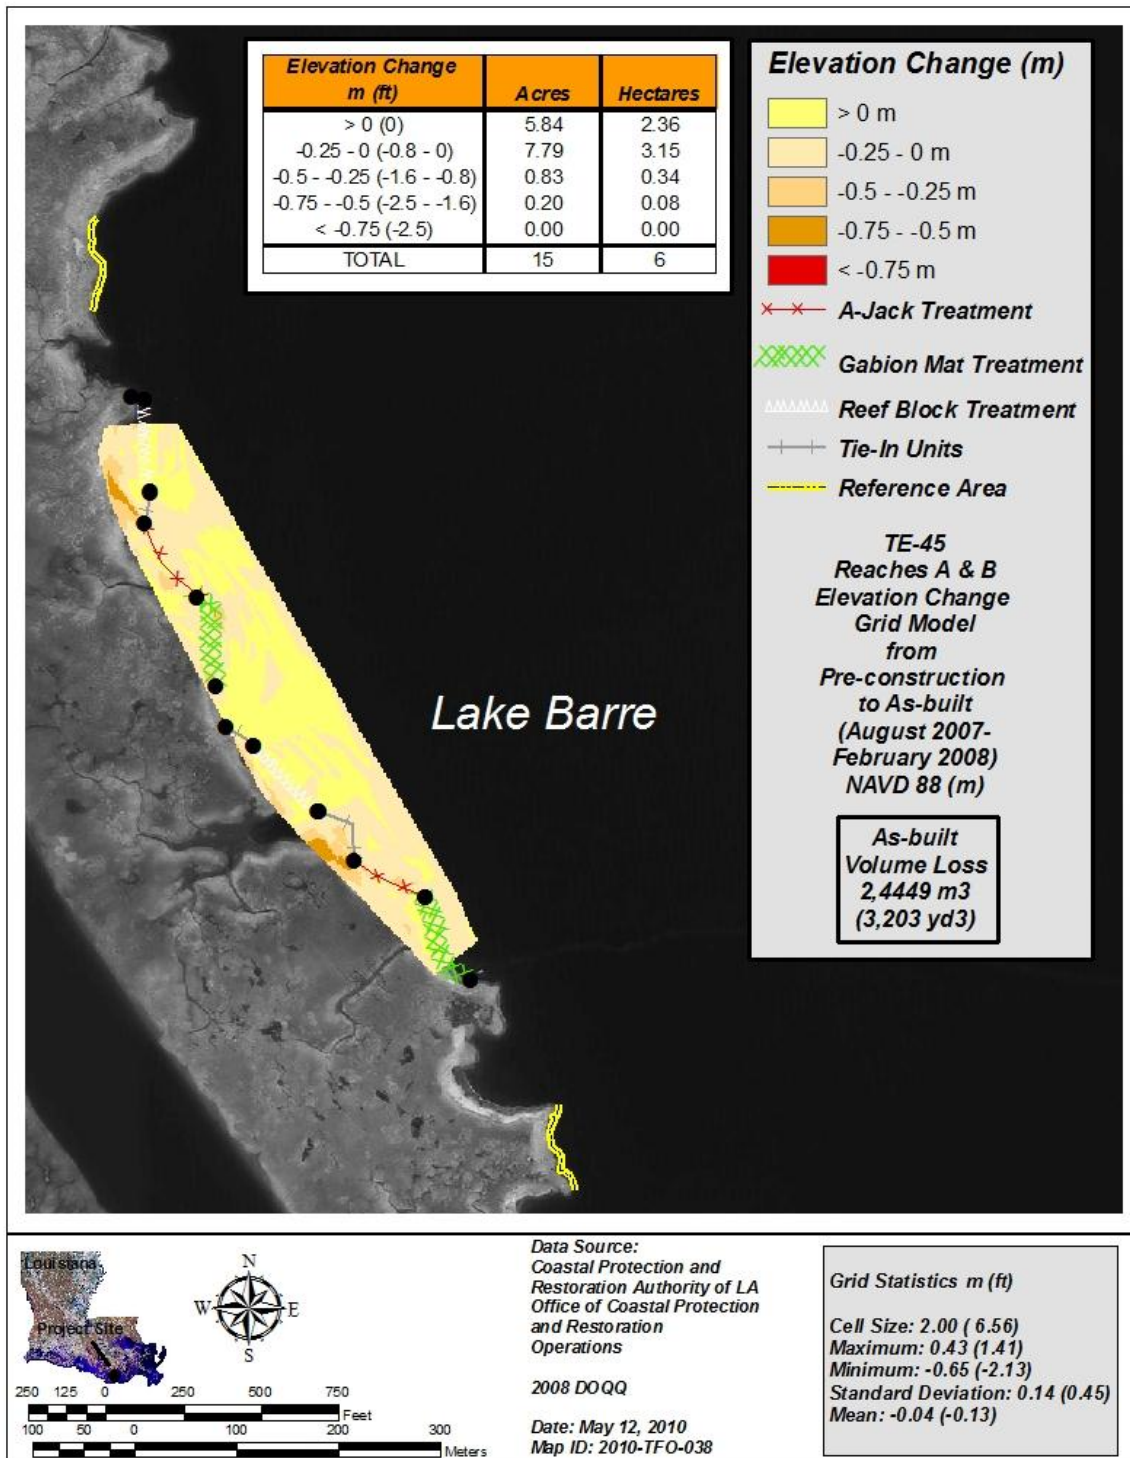 Elevation Change
m (ft) Acres Hectares
> 0 (0) 5.84 2.36
-0.25 - 0 (-0.8 - 0) 7.79 3.15
-0.5 - -0.25 (-1.6 - -0.8) 0.83 0.34
-0.75 - -0.5 (-2.5 - -1.6) 0.20 0.08
< -0.75 (-2.5) 0.00 0.00
TOTAL 15 6
Elevation Change (m)
> 0 m
-0.25 - 0 m
-0.5 - -0.25 m
-0.75 - -0.5 m
< -0.75 m
A-Jack Treatment
Gabion Mat Treatment
Reef Block Treatment
Tie-In Units
Reference Area
TE-45
Reaches A & B
Elevation Change
Grid Model
from
Pre-construction
to As-built
(August 2007-
February 2008)
NAVD 88 (m)
As-built
Volume Loss
2,4449 m3
(3,203 yd3)
Lake Barre
Louisiana
Project Site
N
W E
S
250 125 0 250 500 750
Feet
100 50 0 100 200 300
Meters
Data Source:
Coastal Protection and
Restoration Authority of LA
Office of Coastal Protection
and Restoration
Operations
2008 DOQQ
Date: May 12, 2010
Map ID: 2010-TFO-038
Grid Statistics m (ft)
Cell Size: 2.00 ( 6.56)
Maximum: 0.43 (1.41)
Minimum: -0.65 (-2.13)
Standard Deviation: 0.14 (0.45)
Mean: -0.04 (-0.13)